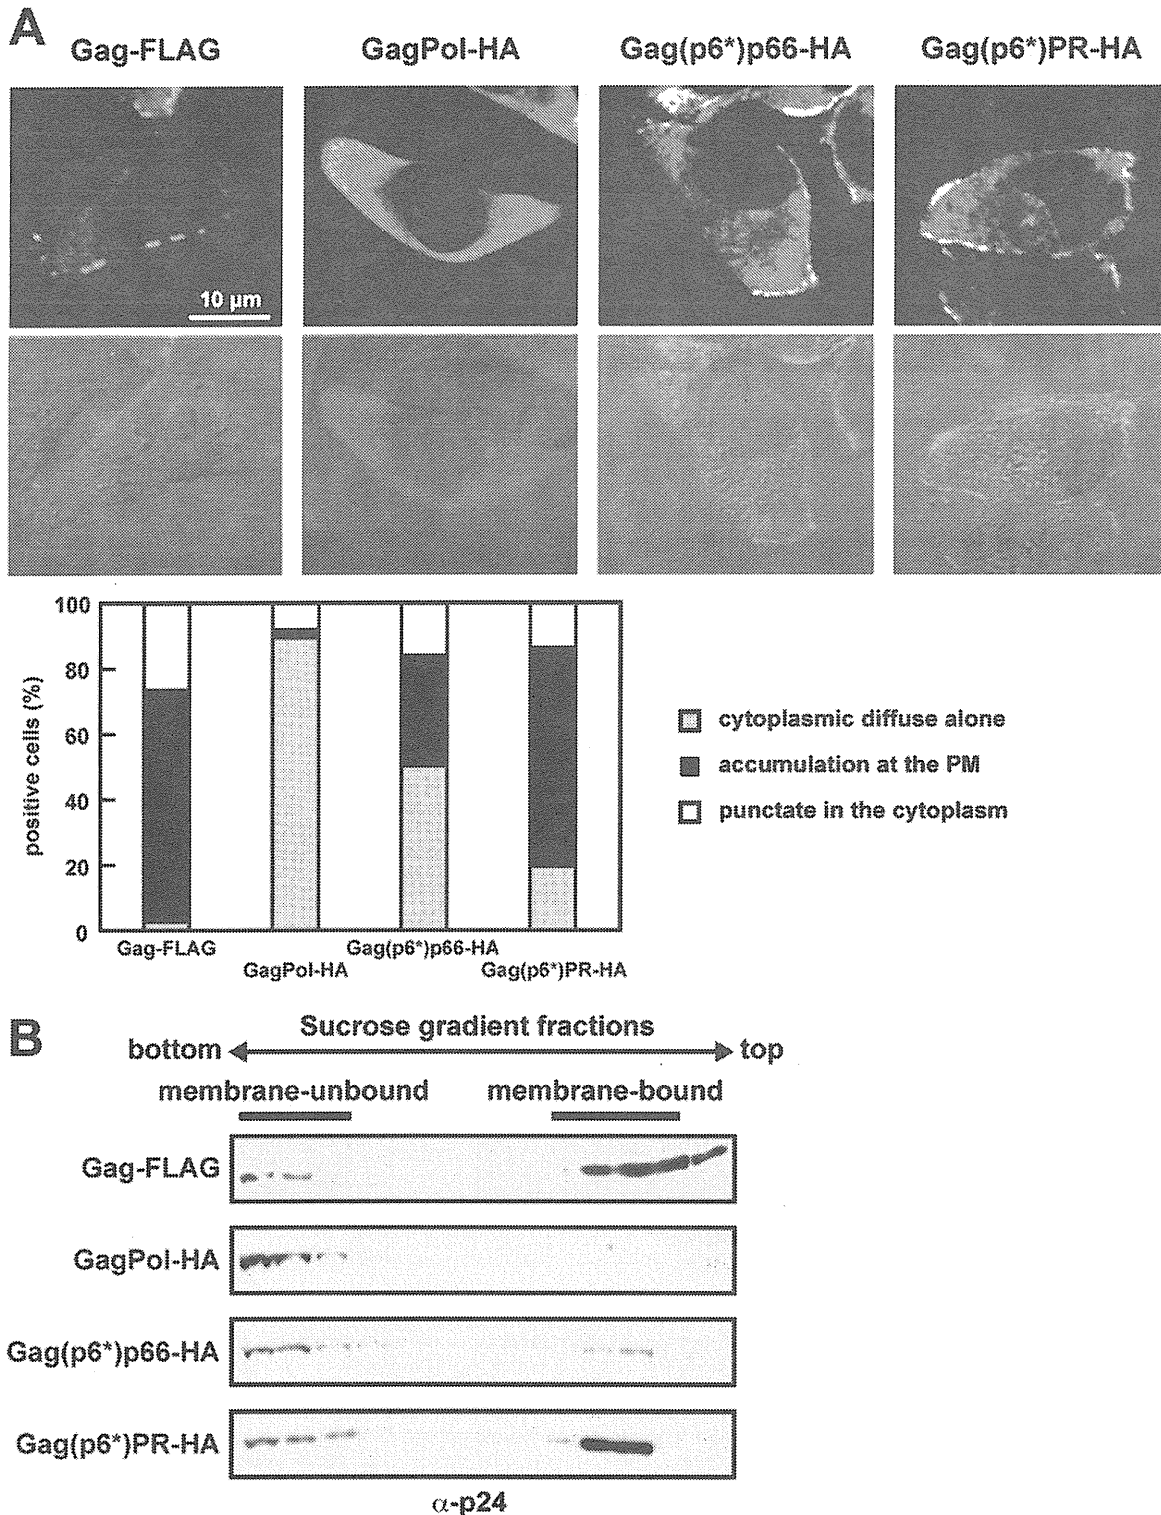 A
Gag-FLAG
GagPol-HA
Gag(p6*)p66-HA
Gag(p6*)PR-HA
10 µm
100
80
60
40
20
0
positive cells (%)
Gag-FLAG
GagPol-HA
Gag(p6*)p66-HA
Gag(p6*)PR-HA
cytoplasmic diffuse alone
accumulation at the PM
punctate in the cytoplasm
B
Sucrose gradient fractions
bottom
top
membrane-unbound
membrane-bound
Gag-FLAG
GagPol-HA
Gag(p6*)p66-HA
Gag(p6*)PR-HA
α-p24